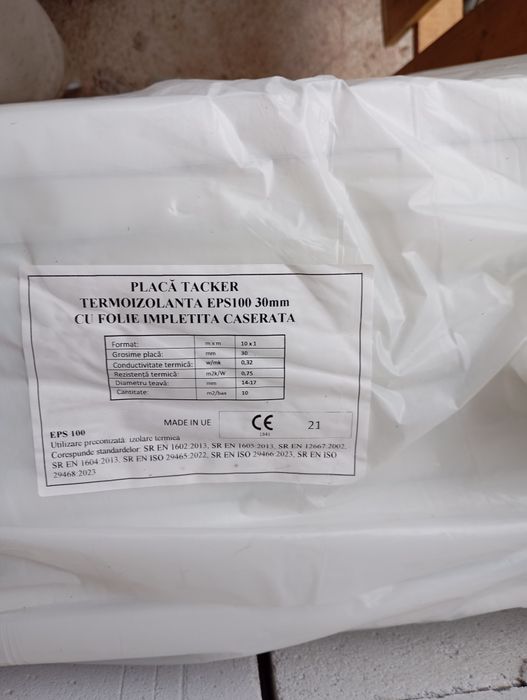 PLACĂ TACKER
TERMOIZOLANTA EPS100 30mm
CU FOLIE IMPLETITA CASERATA
Format: m x m 10 x 1
Grosime placă: mm 30
Conductivitate termică: w/mk 0,32
Rezistență termică: m2k/W 0,75
Diametru țeavă: mm 14-17
Cantitate: m2/bax 10
MADE IN UE CE 21
EPS 100
Utilizare preconizată: izolare termică
Corespunde standardelor: SR EN 1602:2013, SR EN 1605:2013, SR EN 12667:2002,
SR EN 1604:2013, SR EN ISO 29465:2022, SR EN ISO 29466:2023, SR EN ISO
29468:2023